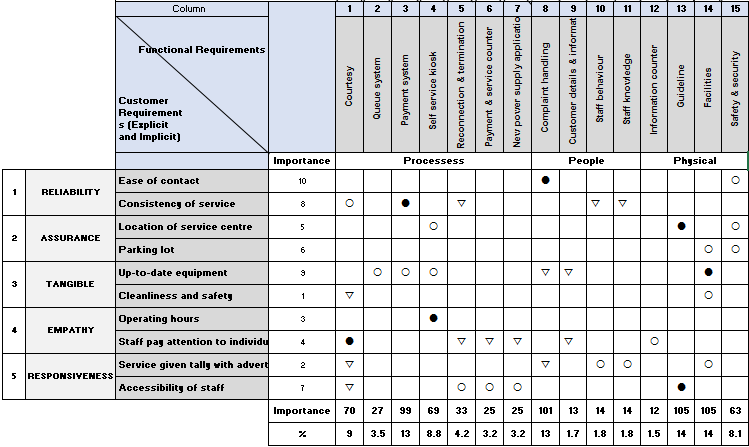 Column 1 2 3 4 5 6 7 8 9 10 11 12 13 14 15
Functional Requirements
Customer
Requirement
s (Explicit
and Implicit)
Courtesy
Queue system
Payment system
Self service kiosk
Reconnection & termination
Payment & service counter
New power supply applicatio
Complaint handling
Customer details & informat
Staff behaviour
Staff knowledge
Information counter
Guideline
Facilities
Safety & security
Importance Processess People Physical
1 RELIABILITY Ease of contact 10 ● ○
Consistency of service 8 ○ ● ▽ ▽ ▽
2 ASSURANCE Location of service centre 5 ○ ● ○
Parking lot 6 ○ ○
3 TANGIBLE Up-to-date equipment 9 ○ ○ ○ ▽ ▽ ●
Cleanliness and safety 1 ▽ ○
4 EMPATHY Operating hours 3 ●
Staff pay attention to individu 4 ● ▽ ▽ ▽ ▽ ○
5 RESPONSIVENESS Service given tally with advert 2 ▽ ▽ ○ ○ ○
Accessibility of staff 7 ▽ ○ ○ ○ ●
Importance 70 27 99 69 33 25 25 101 13 14 14 12 105 105 63
% 9 3.5 13 8.8 4.2 3.2 3.2 13 1.7 1.8 1.8 1.5 14 14 8.1